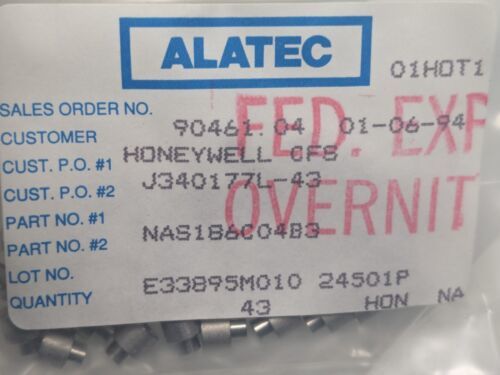 ALATEC
01HOT1
SALES ORDER NO. 90461 04 01-06-94
CUSTOMER HONEYWELL-CFS
CUST. P.O. #1 J340177L-43
CUST. P.O. #2
PART NO. #1 NAS1860C04B3
PART NO. #2
LOT NO. E33895M010 24501P
QUANTITY 43 HON NA
FED. EXP
OVERNIT